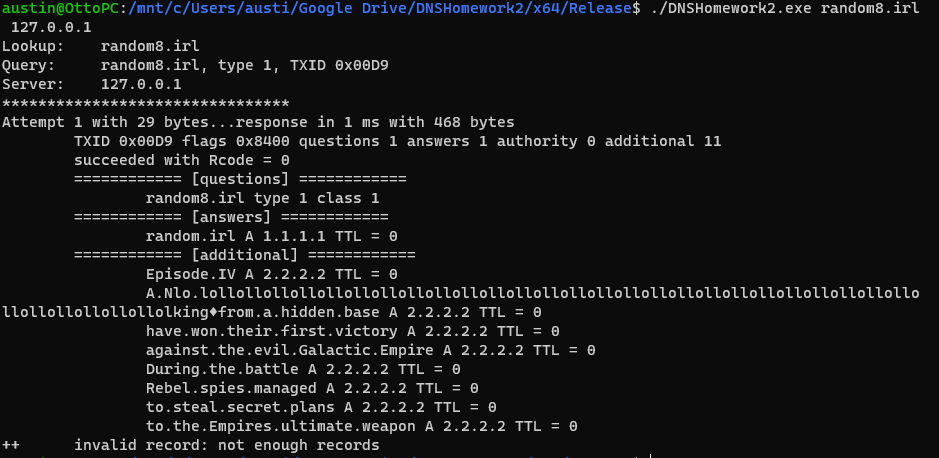 austin@OttoPC:/mnt/c/Users/austi/Google Drive/DNSHomework2/x64/Release$ ./DNSHomework2.exe random8.irl
127.0.0.1
Lookup: random8.irl
Query: random8.irl, type 1, TXID 0x00D9
Server: 127.0.0.1
********************************
Attempt 1 with 29 bytes...response in 1 ms with 468 bytes
TXID 0x00D9 flags 0x8400 questions 1 answers 1 authority 0 additional 11
succeeded with Rcode = 0
============ [questions] ============
random8.irl type 1 class 1
============ [answers] ============
random.irl A 1.1.1.1 TTL = 0
============ [additional] ============
Episode.IV A 2.2.2.2 TTL = 0
A.Nlo.lollollollollollollollollollollollollollollollollollollollollollollollollollollo
llollollollollollolking♦from.a.hidden.base A 2.2.2.2 TTL = 0
have.won.their.first.victory A 2.2.2.2 TTL = 0
against.the.evil.Galactic.Empire A 2.2.2.2 TTL = 0
During.the.battle A 2.2.2.2 TTL = 0
Rebel.spies.managed A 2.2.2.2 TTL = 0
to.steal.secret.plans A 2.2.2.2 TTL = 0
to.the.Empires.ultimate.weapon A 2.2.2.2 TTL = 0
++ invalid record: not enough records